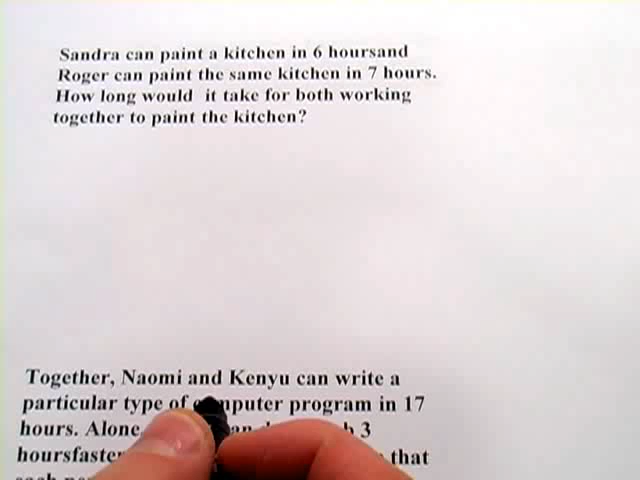 Sandra can paint a kitchen in 6 hoursand
Roger can paint the same kitchen in 7 hours.
How long would it take for both working
together to paint the kitchen?
Together, Naomi and Kenyu can write a
particular type of computer program in 17
hours. Alone 3
hoursfaster that